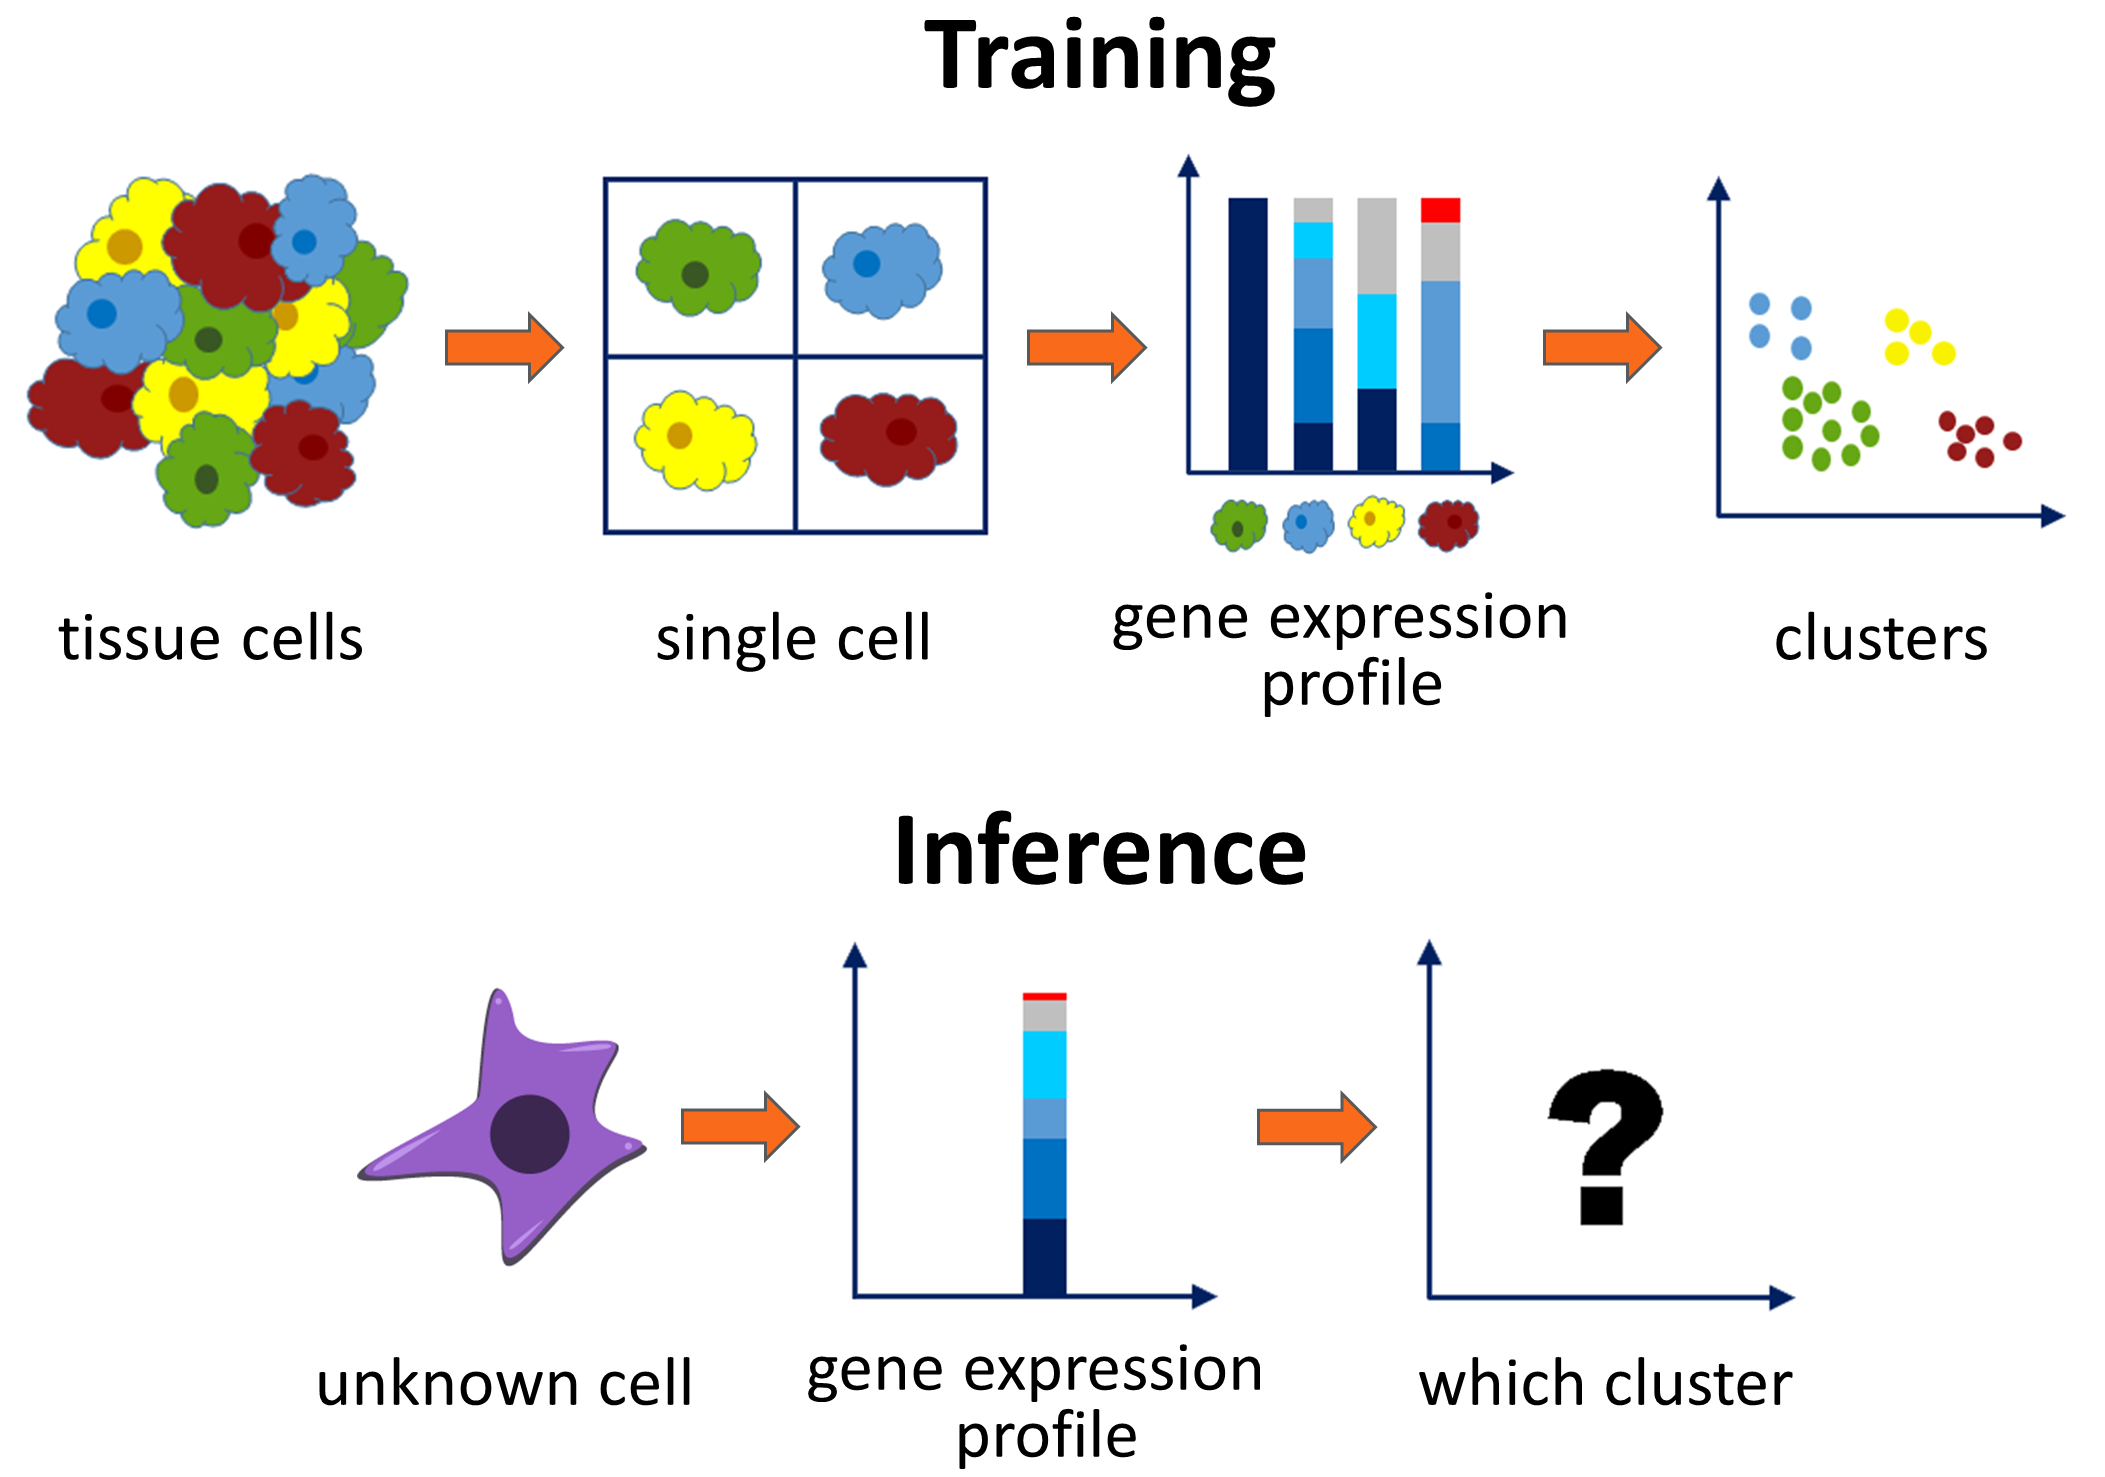 Training
tissue cells
single cell
gene expression
profile
clusters
Inference
unknown cell
gene expression
profile
which cluster
?